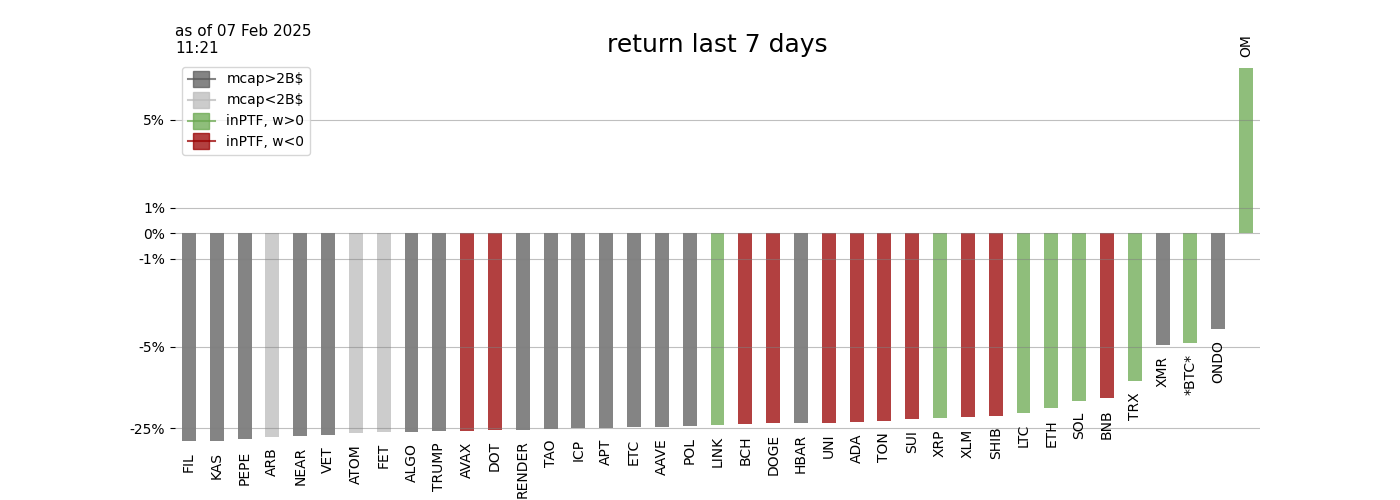 as of 07 Feb 2025
11:21
return last 7 days
mcap>2B$
mcap<2B$
inPTF, w>0
inPTF, w<0
5%
1%
0%
-1%
-5%
-25%
FIL
KAS
PEPE
ARB
NEAR
VET
ATOM
FET
ALGO
TRUMP
AVAX
DOT
RENDER
TAO
ICP
APT
ETC
AAVE
POL
LINK
BCH
DOGE
HBAR
UNI
ADA
TON
SUI
XRP
XLM
SHIB
LTC
ETH
SOL
BNB
TRX
XMR
*BTC*
ONDO
OM